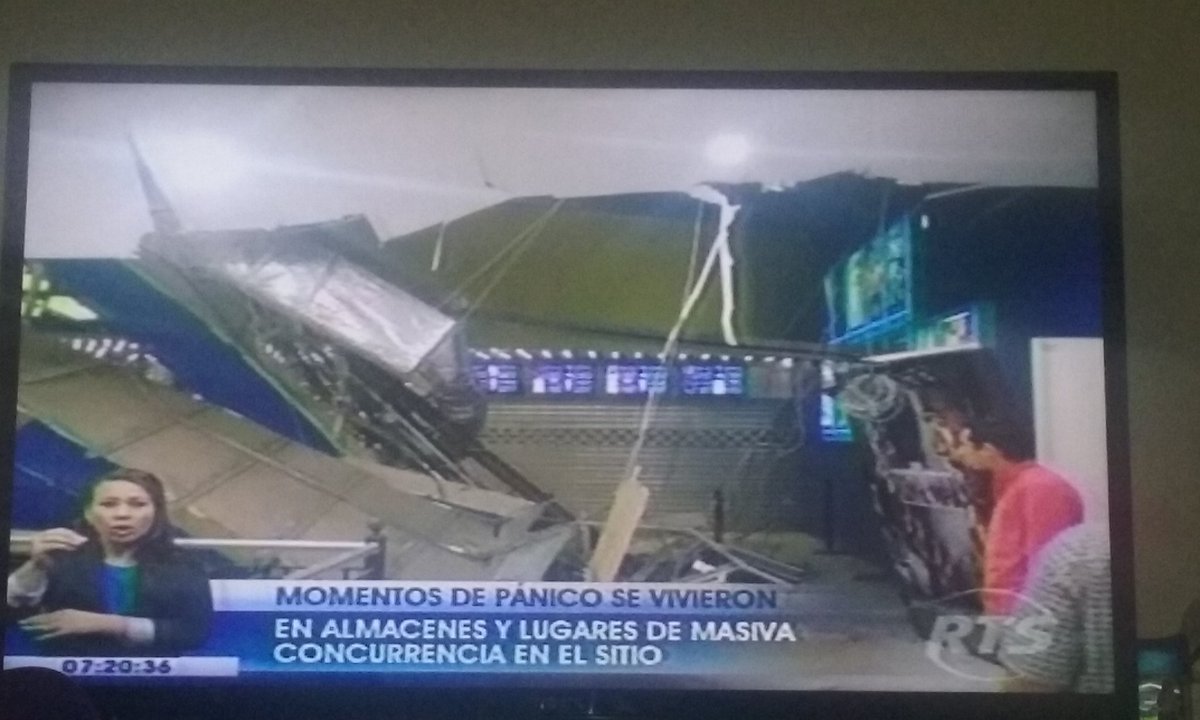 MOMENTOS DE PÁNICO SE VIVIERON
EN ALMACENES Y LUGARES DE MASIVA
CONCURRENCIA EN EL SITIO
07:20:36
RTS